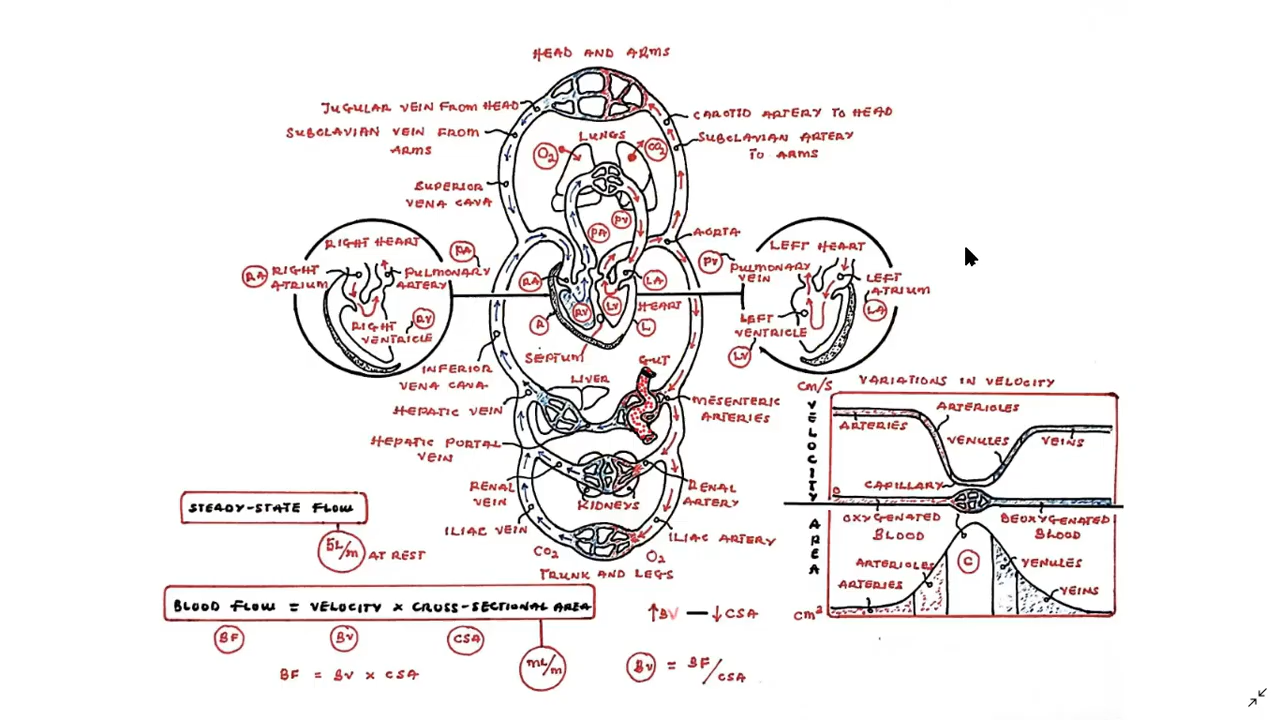 HEAD AND ARMS
JUGULAR VEIN FROM HEAD
SUBCLAVIAN VEIN FROM
ARMS
SUPERIOR
VENA CAVA
CAROTID ARTERY TO HEAD
SUBCLAVIAN ARTERY
TO ARMS
LUNGS
O2
CO2
PA
PV
AORTA
RA
LA
RV
LV
HEART
R
L
SEPTUM
RIGHT HEART
RA
RA
RIGHT
ATRIUM
PULMONARY
ARTERY
RIGHT
VENTRICLE
RV
LEFT HEART
PV
PULMONARY
VEIN
LEFT
ATRIUM
LA
LEFT
VENTRICLE
LV
INFERIOR
VENA CAVA
LIVER
GUT
HEPATIC VEIN
MESENTERIC
ARTERIES
HEPATIC PORTAL
VEIN
RENAL
VEIN
KIDNEYS
RENAL
ARTERY
ILIAC VEIN
ILIAC ARTERY
CO2
O2
TRUNK AND LEGS
STEADY-STATE FLOW
5L/m AT REST
BLOOD FLOW = VELOCITY × CROSS-SECTIONAL AREA
BF
BV
CSA
mL/m
BF = BV × CSA
↑BV — ↓CSA
BV = BF/CSA
cm/s
VARIATIONS IN VELOCITY
VELOCITY
ARTERIES
ARTERIOLES
VENULES
VEINS
CAPILLARY
O
OXYGENATED
BLOOD
DEOXYGENATED
BLOOD
AREA
ARTERIOLES
ARTERIES
C
VENULES
VEINS
cm2